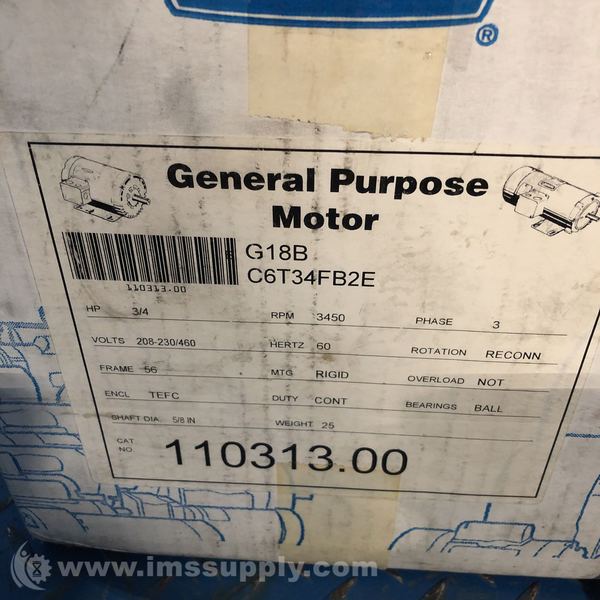 ®
General Purpose
Motor
G18B
C6T34FB2E
110313.00
HP 3/4 RPM 3450 PHASE 3
VOLTS 208-230/460 HERTZ 60 ROTATION RECONN
FRAME 56 MTG RIGID OVERLOAD NOT
ENCL TEFC DUTY CONT BEARINGS BALL
SHAFT DIA. 5/8 IN WEIGHT 25
CAT
NO. 110313.00
www.imssupply.com